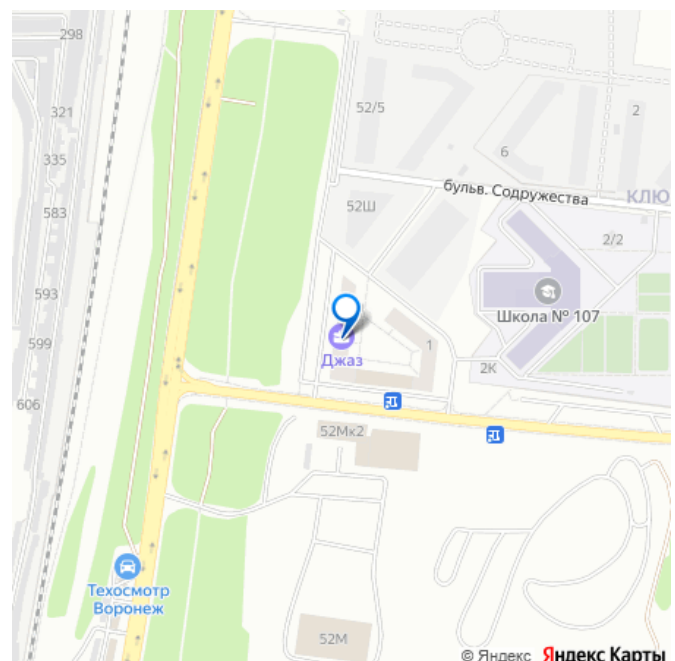 298
321
335
583
593
599
606
52/5
2
6
бульв. Содружества
КЛЮ
52Ш
2/2
Школа № 107
Джаз
1
2К
52Мк2
Техосмотр
Воронеж
52М
© Яндекс Яндекс Карты